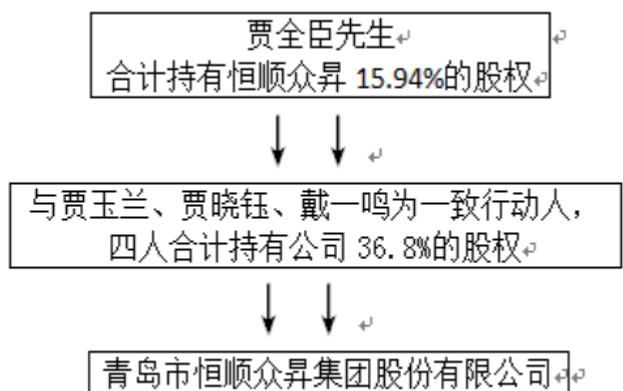 贾全臣先生
合计持有恒顺众昇 15.94%的股权
与贾玉兰、贾晓钰、戴一鸣为一致行动人，
四人合计持有公司 36.8%的股权
青岛市恒顺众昇集团股份有限公司